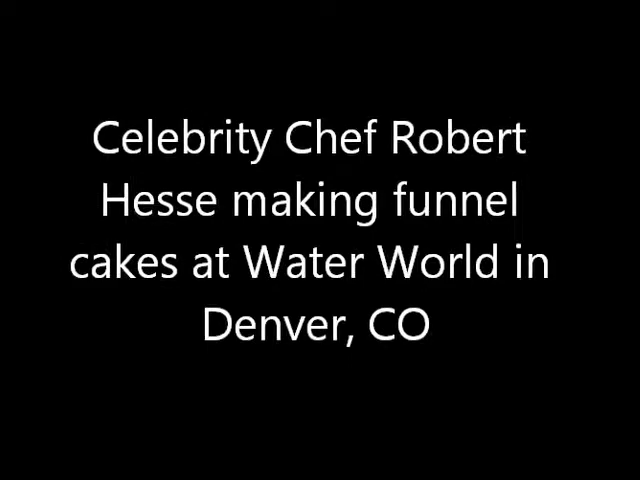 Celebrity Chef Robert
Hesse making funnel
cakes at Water World in
Denver, CO